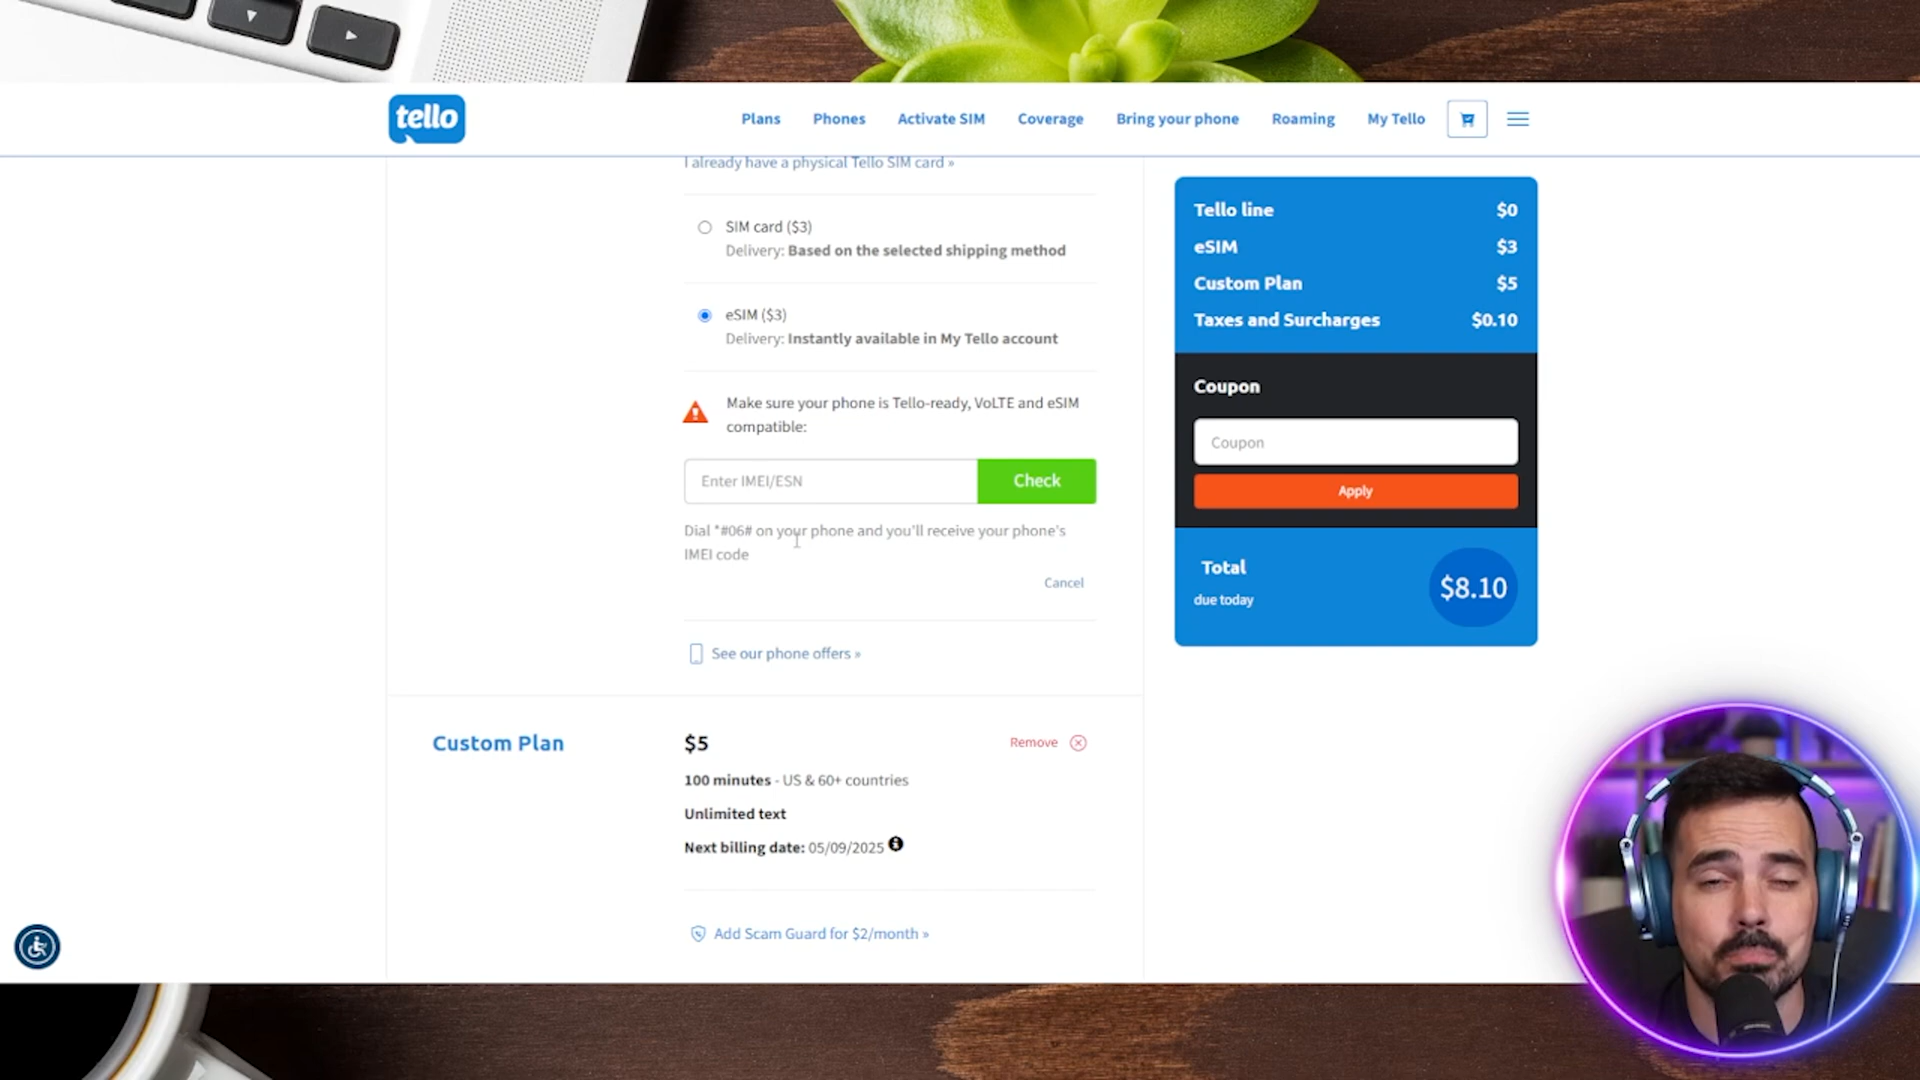 tello
Plans
Phones
Activate SIM
Coverage
Bring your phone
Roaming
My Tello
I already have a physical Tello SIM card »
SIM card ($3)
Delivery: Based on the selected shipping method
eSIM ($3)
Delivery: Instantly available in My Tello account
Make sure your phone is Tello-ready, VoLTE and eSIM
compatible:
Enter IMEI/ESN
Check
Dial *#06# on your phone and you'll receive your phone's
IMEI code
Cancel
See our phone offers »
Custom Plan
$5
Remove
100 minutes - US & 60+ countries
Unlimited text
Next billing date: 05/09/2025
Add Scam Guard for $2/month »
Tello line $0
eSIM $3
Custom Plan $5
Taxes and Surcharges $0.10
Coupon
Coupon
Apply
Total
due today
$8.10